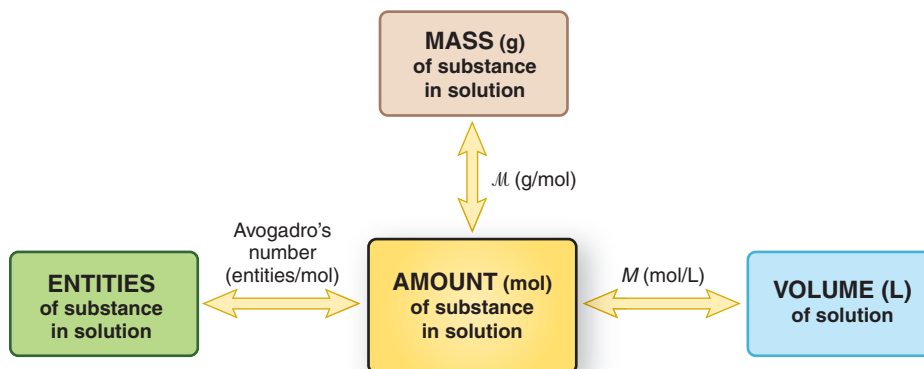 MASS (g)
of substance
in solution
ℳ (g/mol)
Avogadro's
number
(entities/mol)
ENTITIES
of substance
in solution
AMOUNT (mol)
of substance
in solution
M (mol/L)
VOLUME (L)
of solution